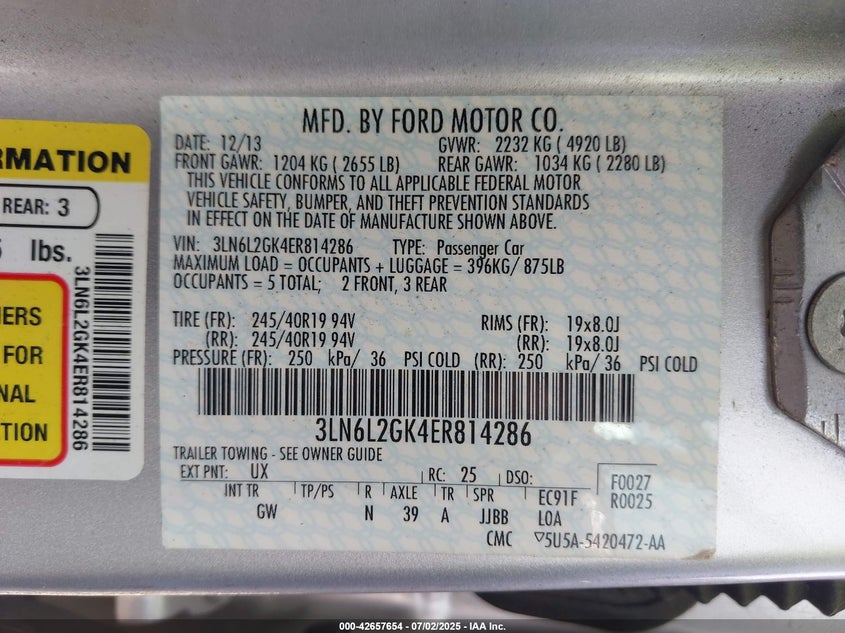 MFD. BY FORD MOTOR CO.
DATE: 12/13 GVWR: 2232 KG ( 4920 LB)
FRONT GAWR: 1204 KG ( 2655 LB) REAR GAWR: 1034 KG ( 2280 LB)
THIS VEHICLE CONFORMS TO ALL APPLICABLE FEDERAL MOTOR
VEHICLE SAFETY, BUMPER, AND THEFT PREVENTION STANDARDS
IN EFFECT ON THE DATE OF MANUFACTURE SHOWN ABOVE.
VIN: 3LN6L2GK4ER814286 TYPE: Passenger Car
MAXIMUM LOAD = OCCUPANTS + LUGGAGE = 396KG/ 875LB
OCCUPANTS = 5 TOTAL; 2 FRONT, 3 REAR
TIRE (FR): 245/40R19 94V RIMS (FR): 19x8.0J
(RR): 245/40R19 94V (RR): 19x8.0J
PRESSURE (FR): 250 kPa/ 36 PSI COLD (RR): 250 kPa/ 36 PSI COLD
3LN6L2GK4ER814286
TRAILER TOWING - SEE OWNER GUIDE
EXT PNT: UX RC: 25 DSO: F0027
INT TR TP/PS R AXLE TR SPR EC91F R0025
GW N 39 A JJBB LOA
CMC ▽5U5A-5420472-AA
RMATION
REAR: 3
lbs.
3LN6L2GK4ER814286
ERS
FOR
NAL
TION
000-42657654 / 07/02/2025 - IAA Inc.